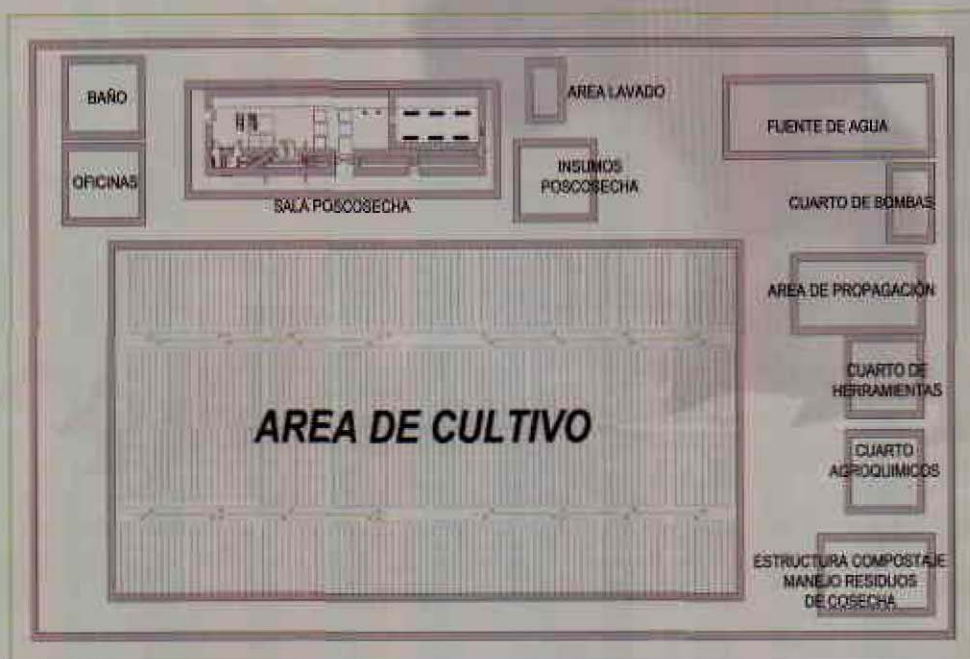 BAÑO
OFICINAS
SALA POSCOSECHA
AREA LAVADO
INSUMOS
POSCOSECHA
FUENTE DE AGUA
CUARTO DE BOMBAS
AREA DE PROPAGACIÓN
CUARTO DE
HERRAMIENTAS
CUARTO
AGROQUIMICOS
ESTRUCTURA COMPOSTAJE
MANEJO RESIDUOS
DE COSECHA
AREA DE CULTIVO